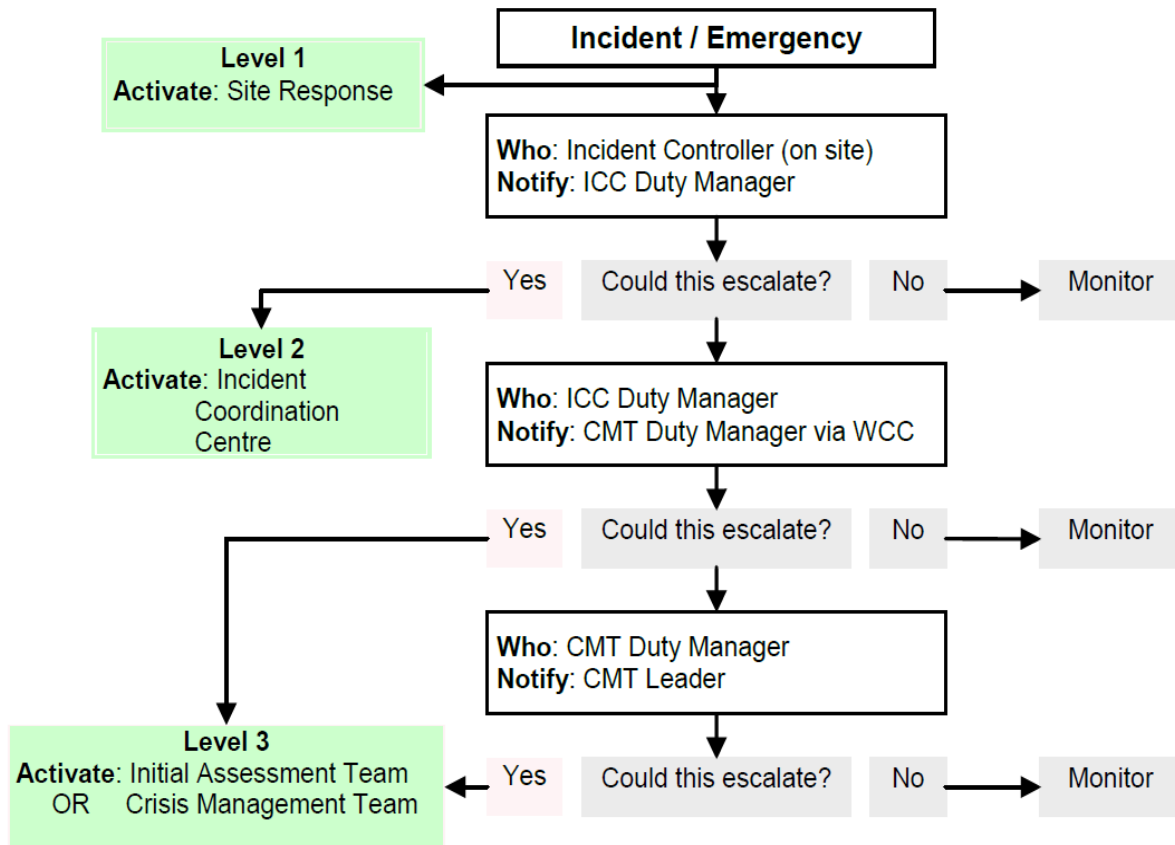 Incident / Emergency
Level 1
Activate: Site Response
Who: Incident Controller (on site)
Notify: ICC Duty Manager
Yes
Could this escalate?
No
Monitor
Level 2
Activate: Incident
Coordination
Centre
Who: ICC Duty Manager
Notify: CMT Duty Manager via WCC
Yes
Could this escalate?
No
Monitor
Who: CMT Duty Manager
Notify: CMT Leader
Level 3
Activate: Initial Assessment Team
OR Crisis Management Team
Yes
Could this escalate?
No
Monitor